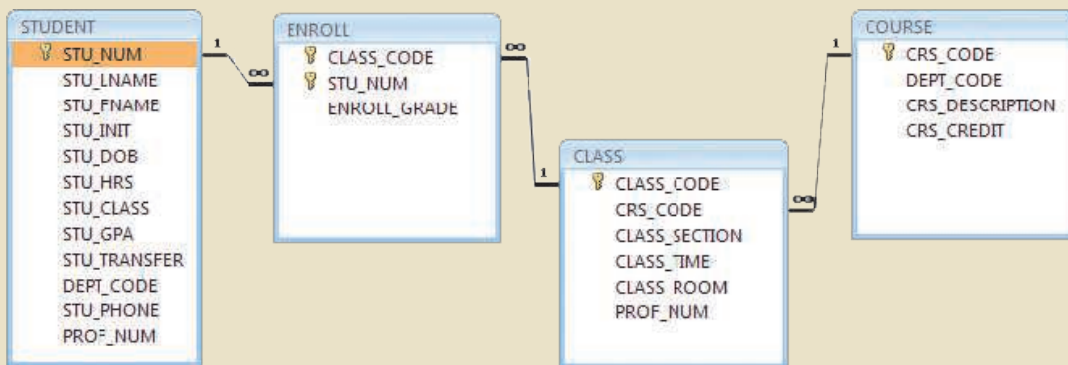 STUDENT
STU_NUM
STU_LNAME
STU_FNAME
STU_INIT
STU_DOB
STU_HRS
STU_CLASS
STU_GPA
STU_TRANSFER
DEPT_CODE
STU_PHONE
PROF_NUM
1
∞
ENROLL
CLASS_CODE
STU_NUM
ENROLL_GRADE
∞
1
CLASS
CLASS_CODE
CRS_CODE
CLASS_SECTION
CLASS_TIME
CLASS_ROOM
PROF_NUM
∞
1
COURSE
CRS_CODE
DEPT_CODE
CRS_DESCRIPTION
CRS_CREDIT